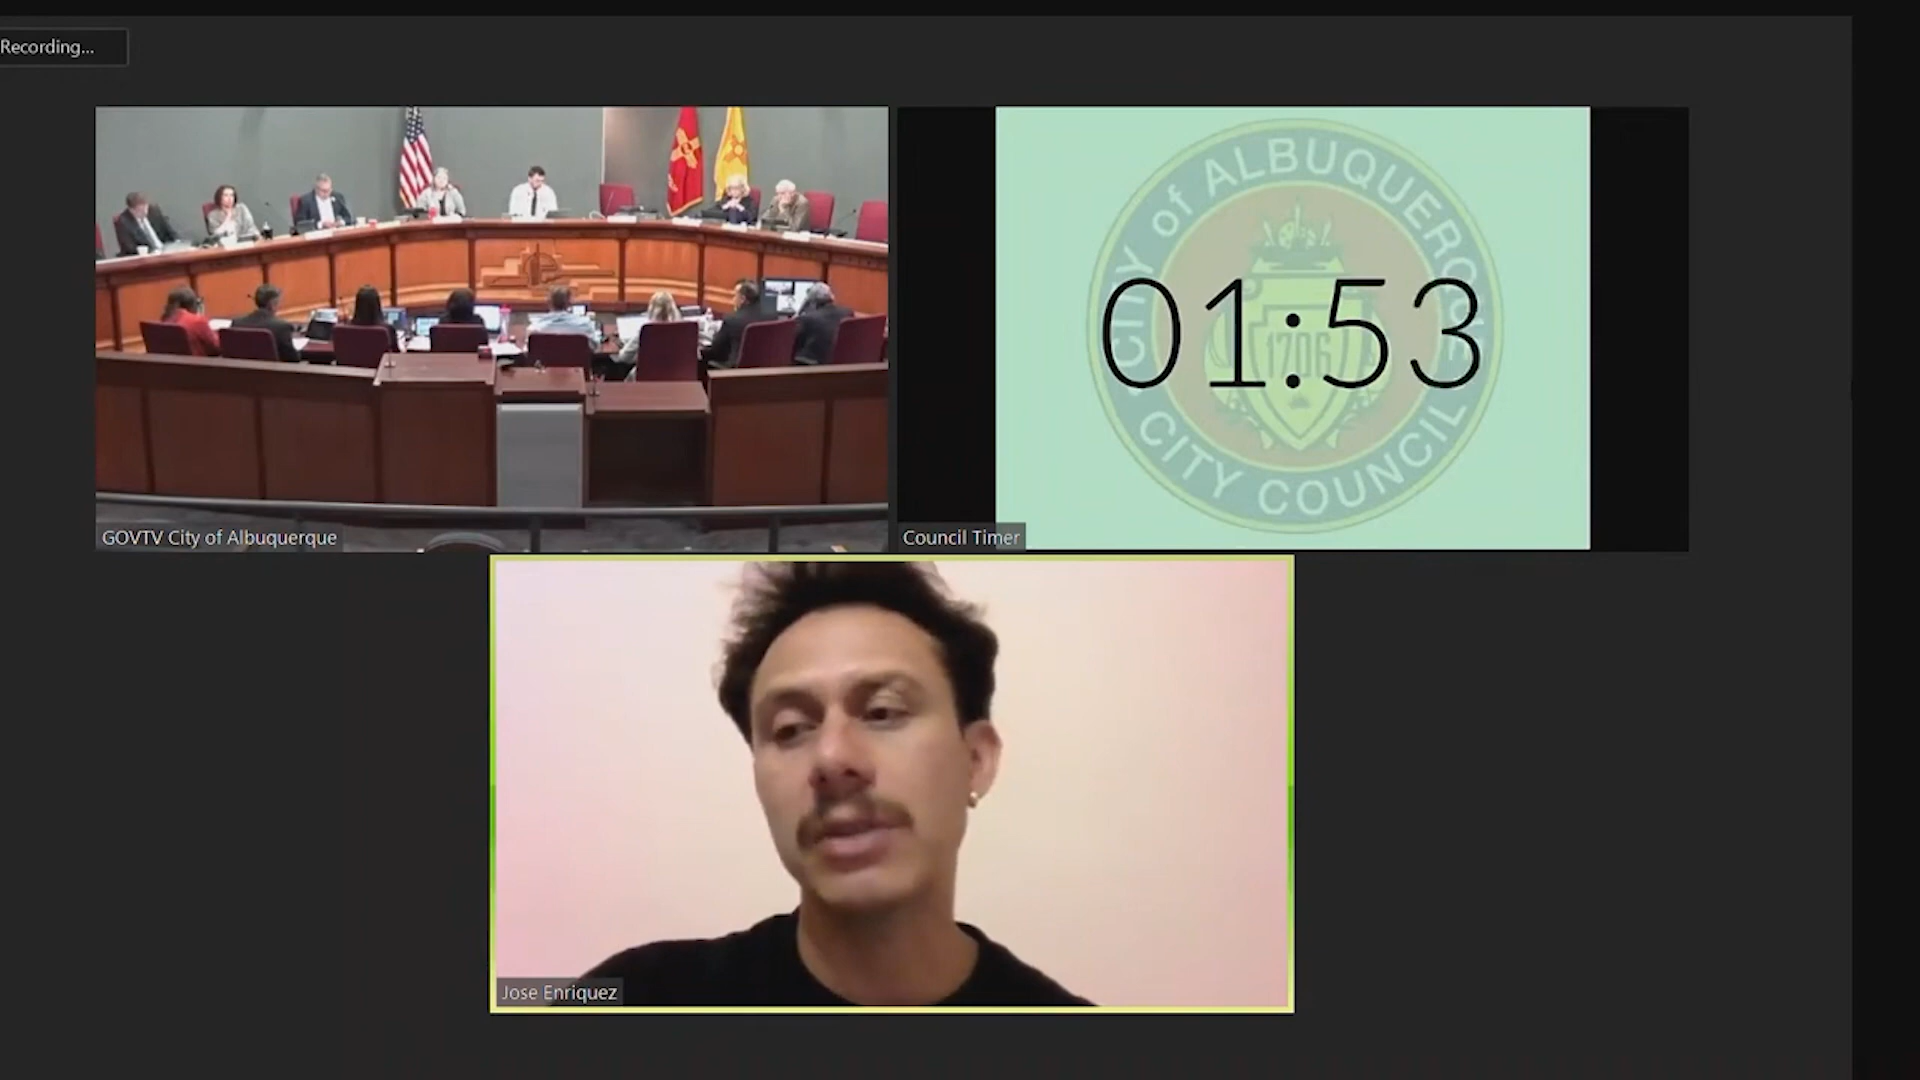 Recording...
GOVTV City of Albuquerque
CITY of ALBUQUERQUE
1706
CITY COUNCIL
01:53
Council Timer
Jose Enriquez